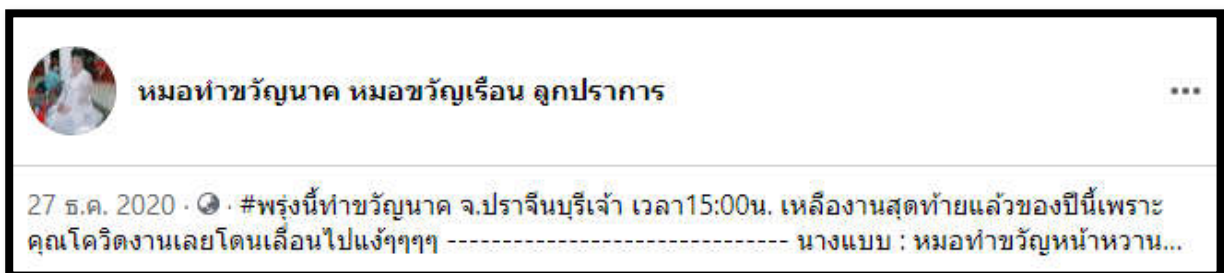 หมอทำขวัญนาค หมอขวัญเรือน ลูกปราการ
27 ธ.ค. 2020 · #พรุ่งนี้ทำขวัญนาค จ.ปราจีนบุรีเจ้า เวลา15:00น. เหลืองานสุดท้ายแล้วของปีนี้เพราะ
คุณโควิดงานเลยโดนเลื่อนไปแง้ๆๆๆๆ ------------------------------- นางแบบ : หมอทำขวัญหน้าหวาน...